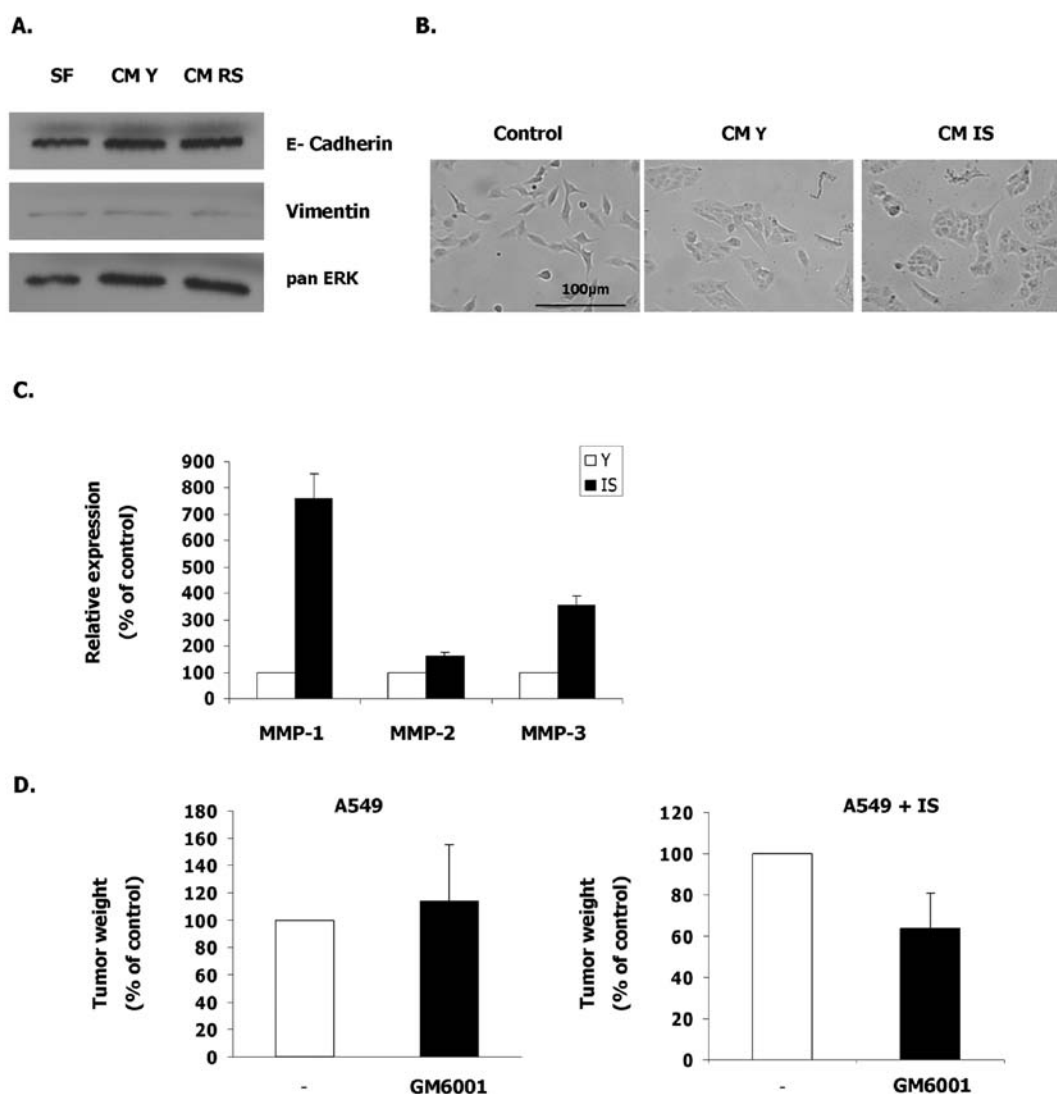 A.
SF CM Y CM RS
E- Cadherin
Vimentin
pan ERK
B.
Control CM Y CM IS
100µm
C.
Relative expression
(% of control)
900
800
700
600
500
400
300
200
100
0
Y
IS
MMP-1 MMP-2 MMP-3
D.
A549
Tumor weight
(% of control)
180
160
140
120
100
80
60
40
20
0
- GM6001
A549 + IS
Tumor weight
(% of control)
120
100
80
60
40
20
0
- GM6001